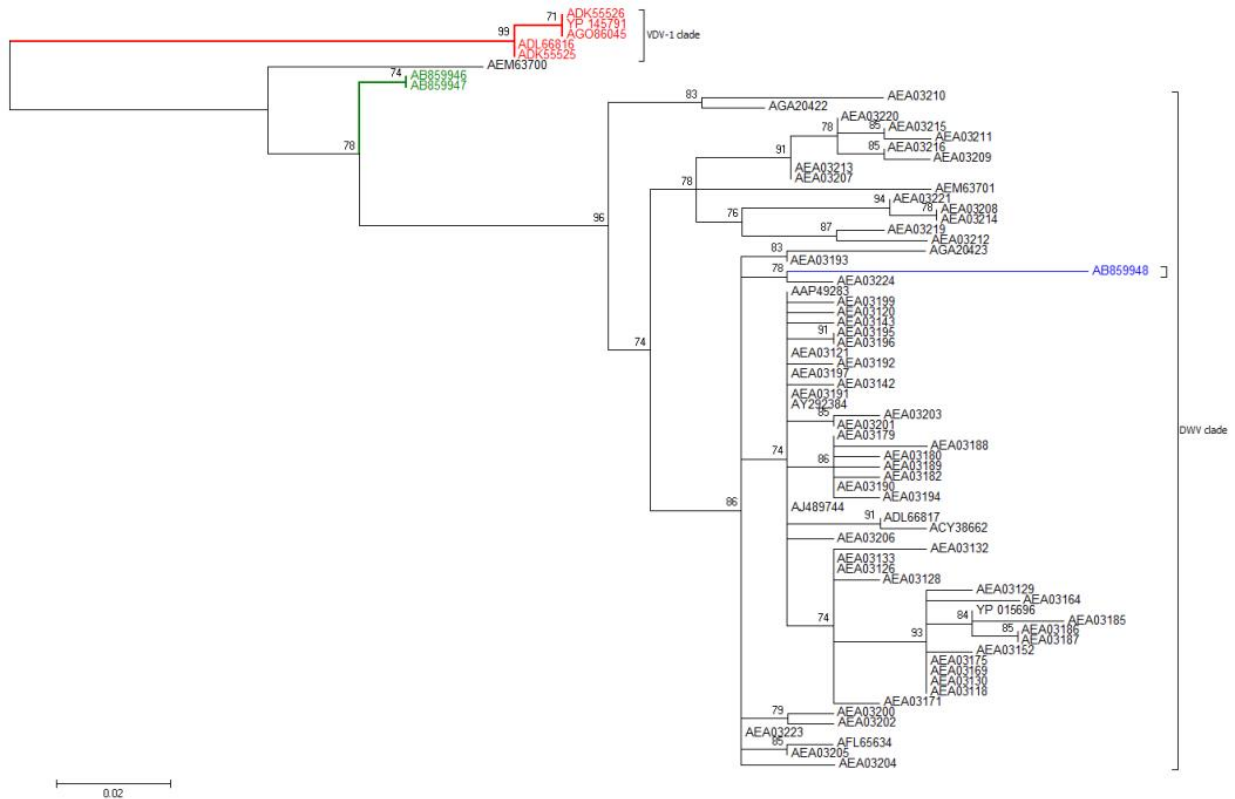 ADK55526
71
YP 145791
AGO86045
99
ADL66816
ADK55525
VDV-1 clade
AEM63700
74
AB859946
AB859947
78
83
AEA03210
AGA20422
AEA03220
78
85
AEA03215
AEA03211
91
85
AEA03216
AEA03209
AEA03213
AEA03207
78
AEM63701
94
AEA03221
78
AEA03208
AEA03214
76
87
AEA03219
AEA03212
96
83
AGA20423
AEA03193
78
AB859948
AEA03224
AAP49283
AEA03199
AEA03120
AEA03143
91
AEA03195
AEA03196
74
AEA03121
AEA03192
AEA03197
AEA03142
AEA03191
AY292384
85
AEA03203
AEA03201
AEA03179
DWV clade
74
AEA03188
86
AEA03180
AEA03189
AEA03182
AEA03190
AEA03194
86
AJ489744
91
ADL66817
ACY38662
AEA03206
AEA03132
AEA03133
AEA03126
AEA03128
AEA03129
AEA03164
74
84
YP 015696
AEA03185
93
85
AEA03186
AEA03187
AEA03152
AEA03175
AEA03169
AEA03130
AEA03118
AEA03171
79
AEA03200
AEA03202
AEA03223
85
AFL65634
AEA03205
AEA03204
0.02